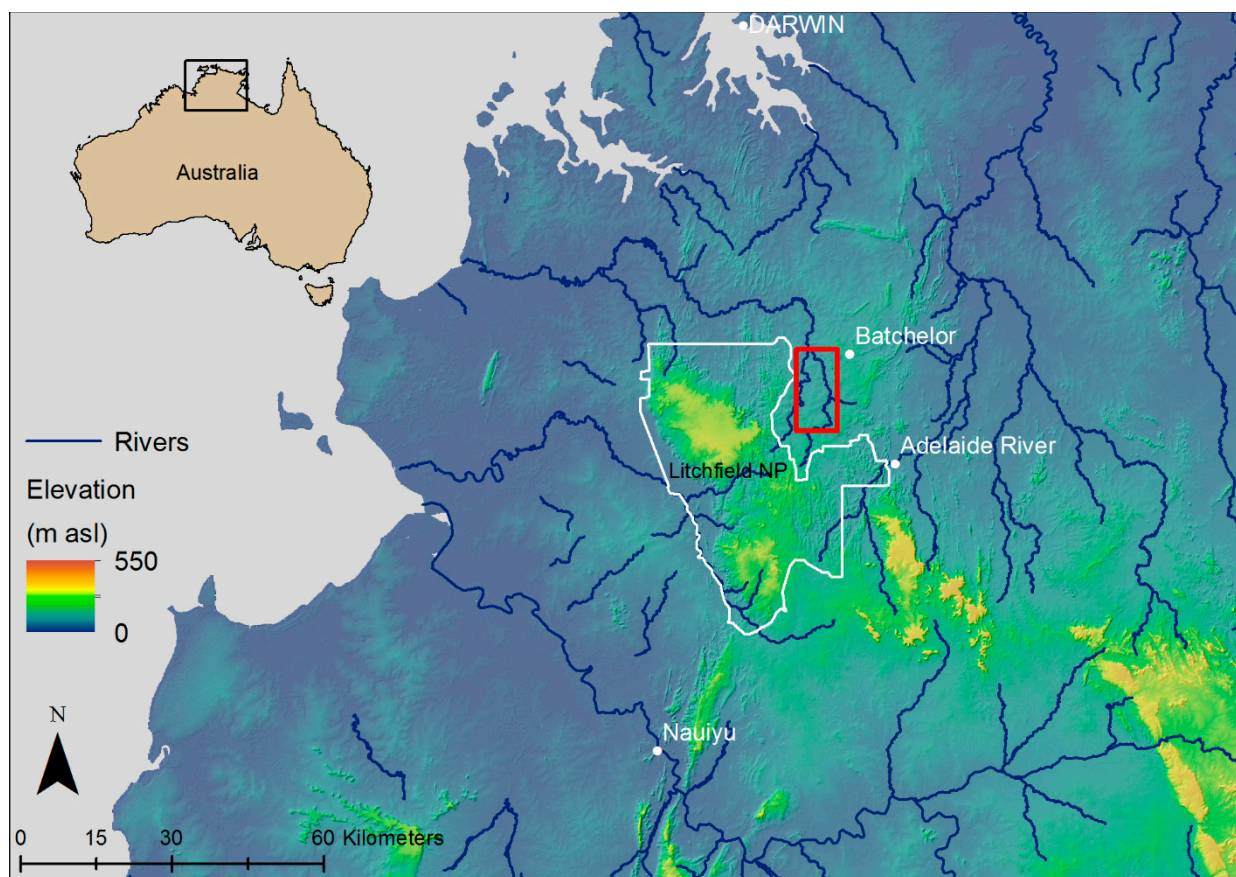 DARWIN
Australia
Batchelor
Rivers
Adelaide River
Litchfield NP
Elevation
(m asl)
550
0
N
Nauiyu
0 15 30 60 Kilometers